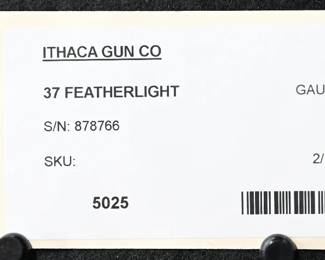 ITHACA GUN CO
37 FEATHERLIGHT GAU
S/N: 878766
SKU: 2/
5025